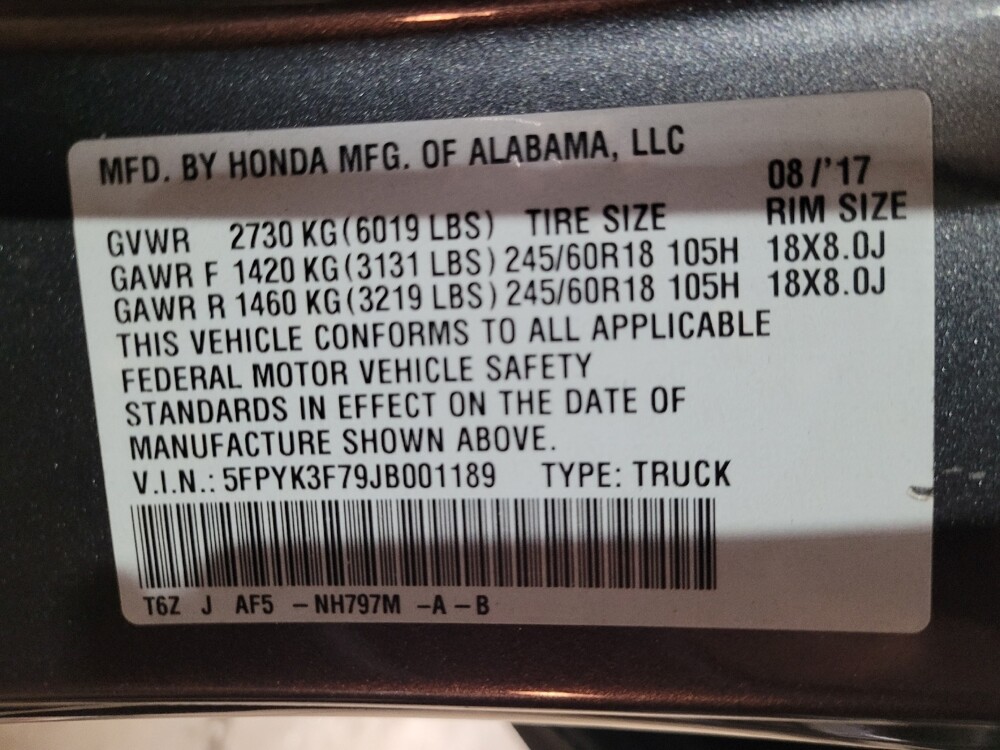 MFD. BY HONDA MFG. OF ALABAMA, LLC
08/'17
GVWR 2730 KG(6019 LBS) TIRE SIZE RIM SIZE
GAWR F 1420 KG(3131 LBS) 245/60R18 105H 18X8.0J
GAWR R 1460 KG(3219 LBS) 245/60R18 105H 18X8.0J
THIS VEHICLE CONFORMS TO ALL APPLICABLE
FEDERAL MOTOR VEHICLE SAFETY
STANDARDS IN EFFECT ON THE DATE OF
MANUFACTURE SHOWN ABOVE.
V.I.N.: 5FPYK3F79JB001189 TYPE: TRUCK
T6Z J AF5 -NH797M -A-B